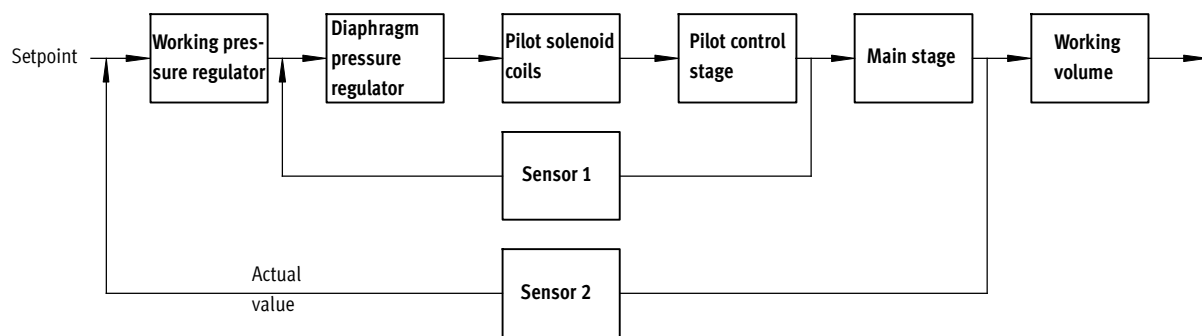 Setpoint
Working pres-
sure regulator
Diaphragm
pressure
regulator
Pilot solenoid
coils
Pilot control
stage
Main stage
Working
volume
Sensor 1
Actual
value
Sensor 2